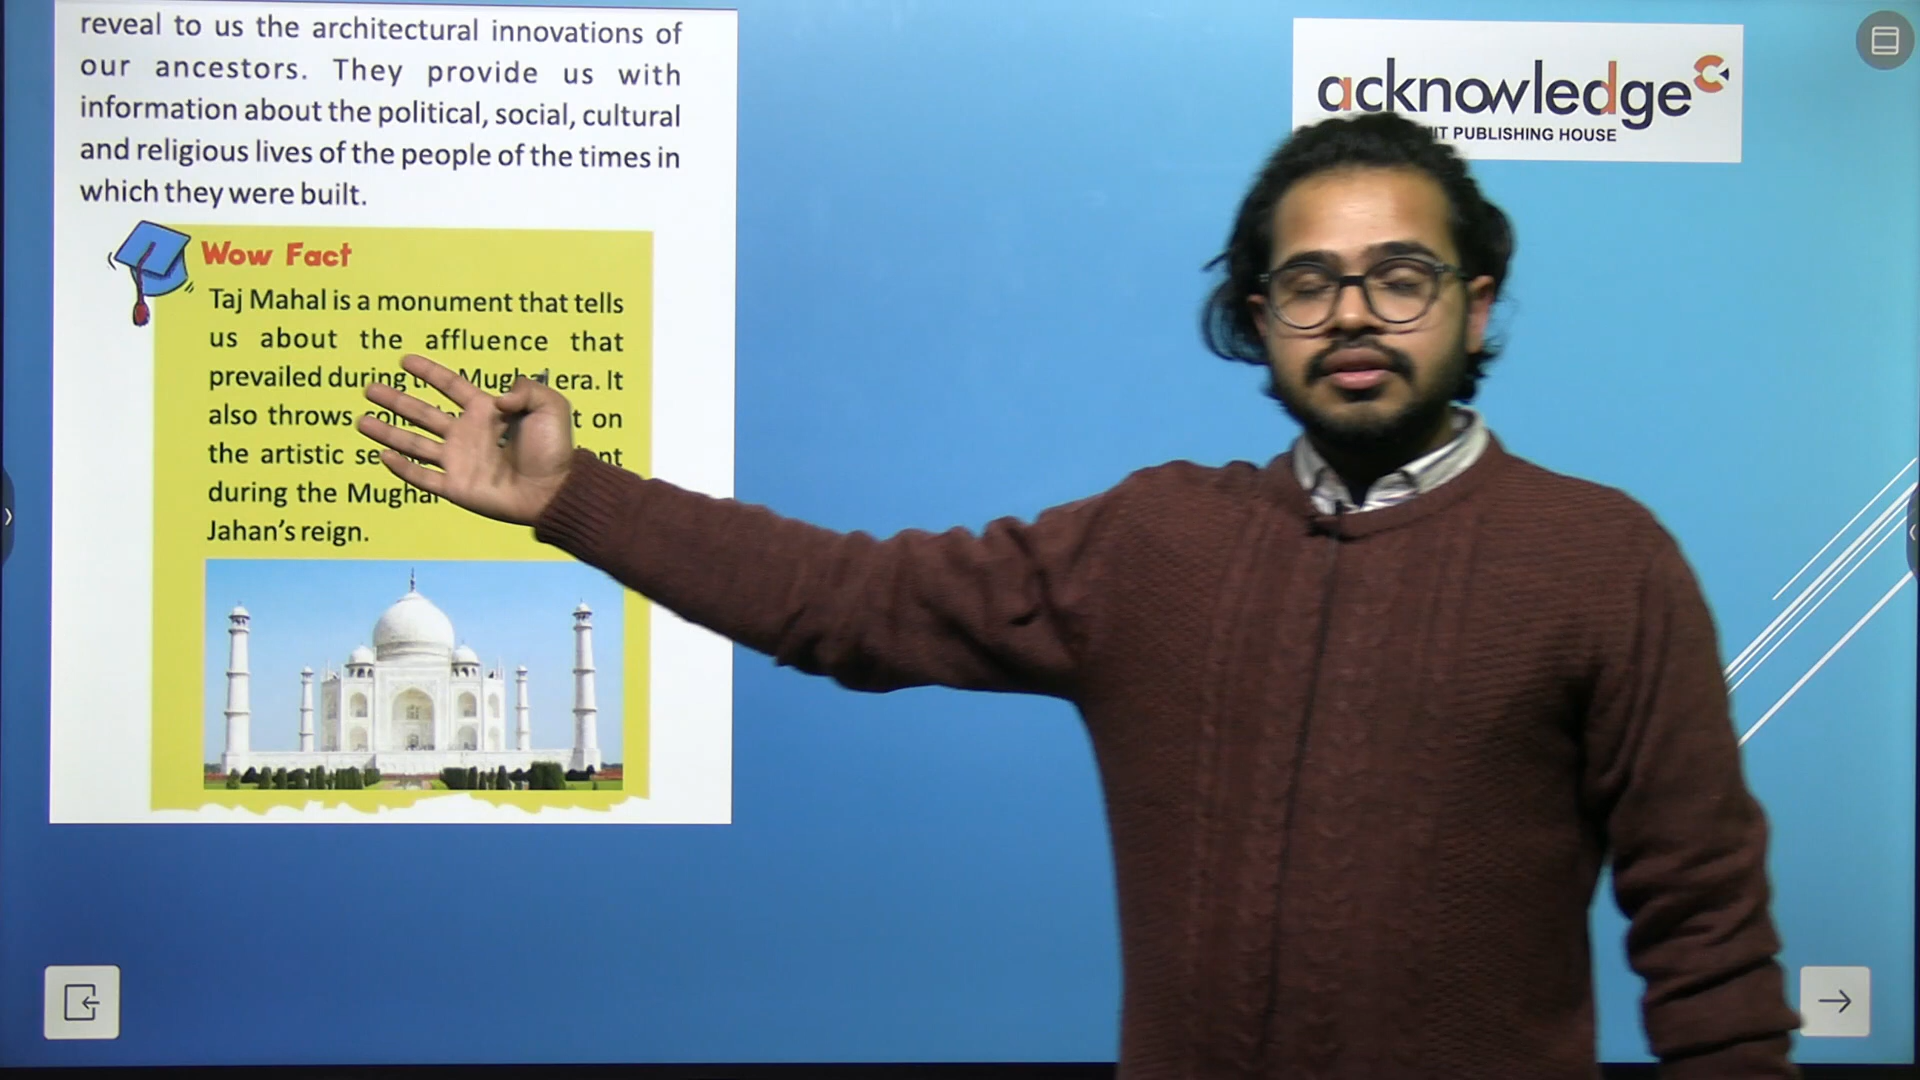 reveal to us the architectural innovations of
our ancestors. They provide us with
information about the political, social, cultural
and religious lives of the people of the times in
which they were built.
Wow Fact
Taj Mahal is a monument that tells
us about the affluence that
prevailed during Mughal era. It
also throws on
the artistic
during the Mughal
Jahan's reign.
acknowledge
PUBLISHING HOUSE